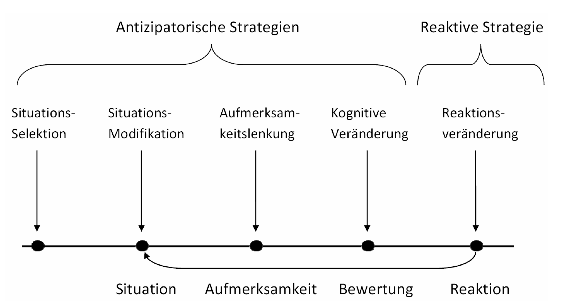 Antizipatorische Strategien Reaktive Strategie
Situations- Situations- Aufmerksam- Kognitive Reaktions-
Selektion Modifikation keitslenkung Veränderung veränderung
Situation Aufmerksamkeit Bewertung Reaktion